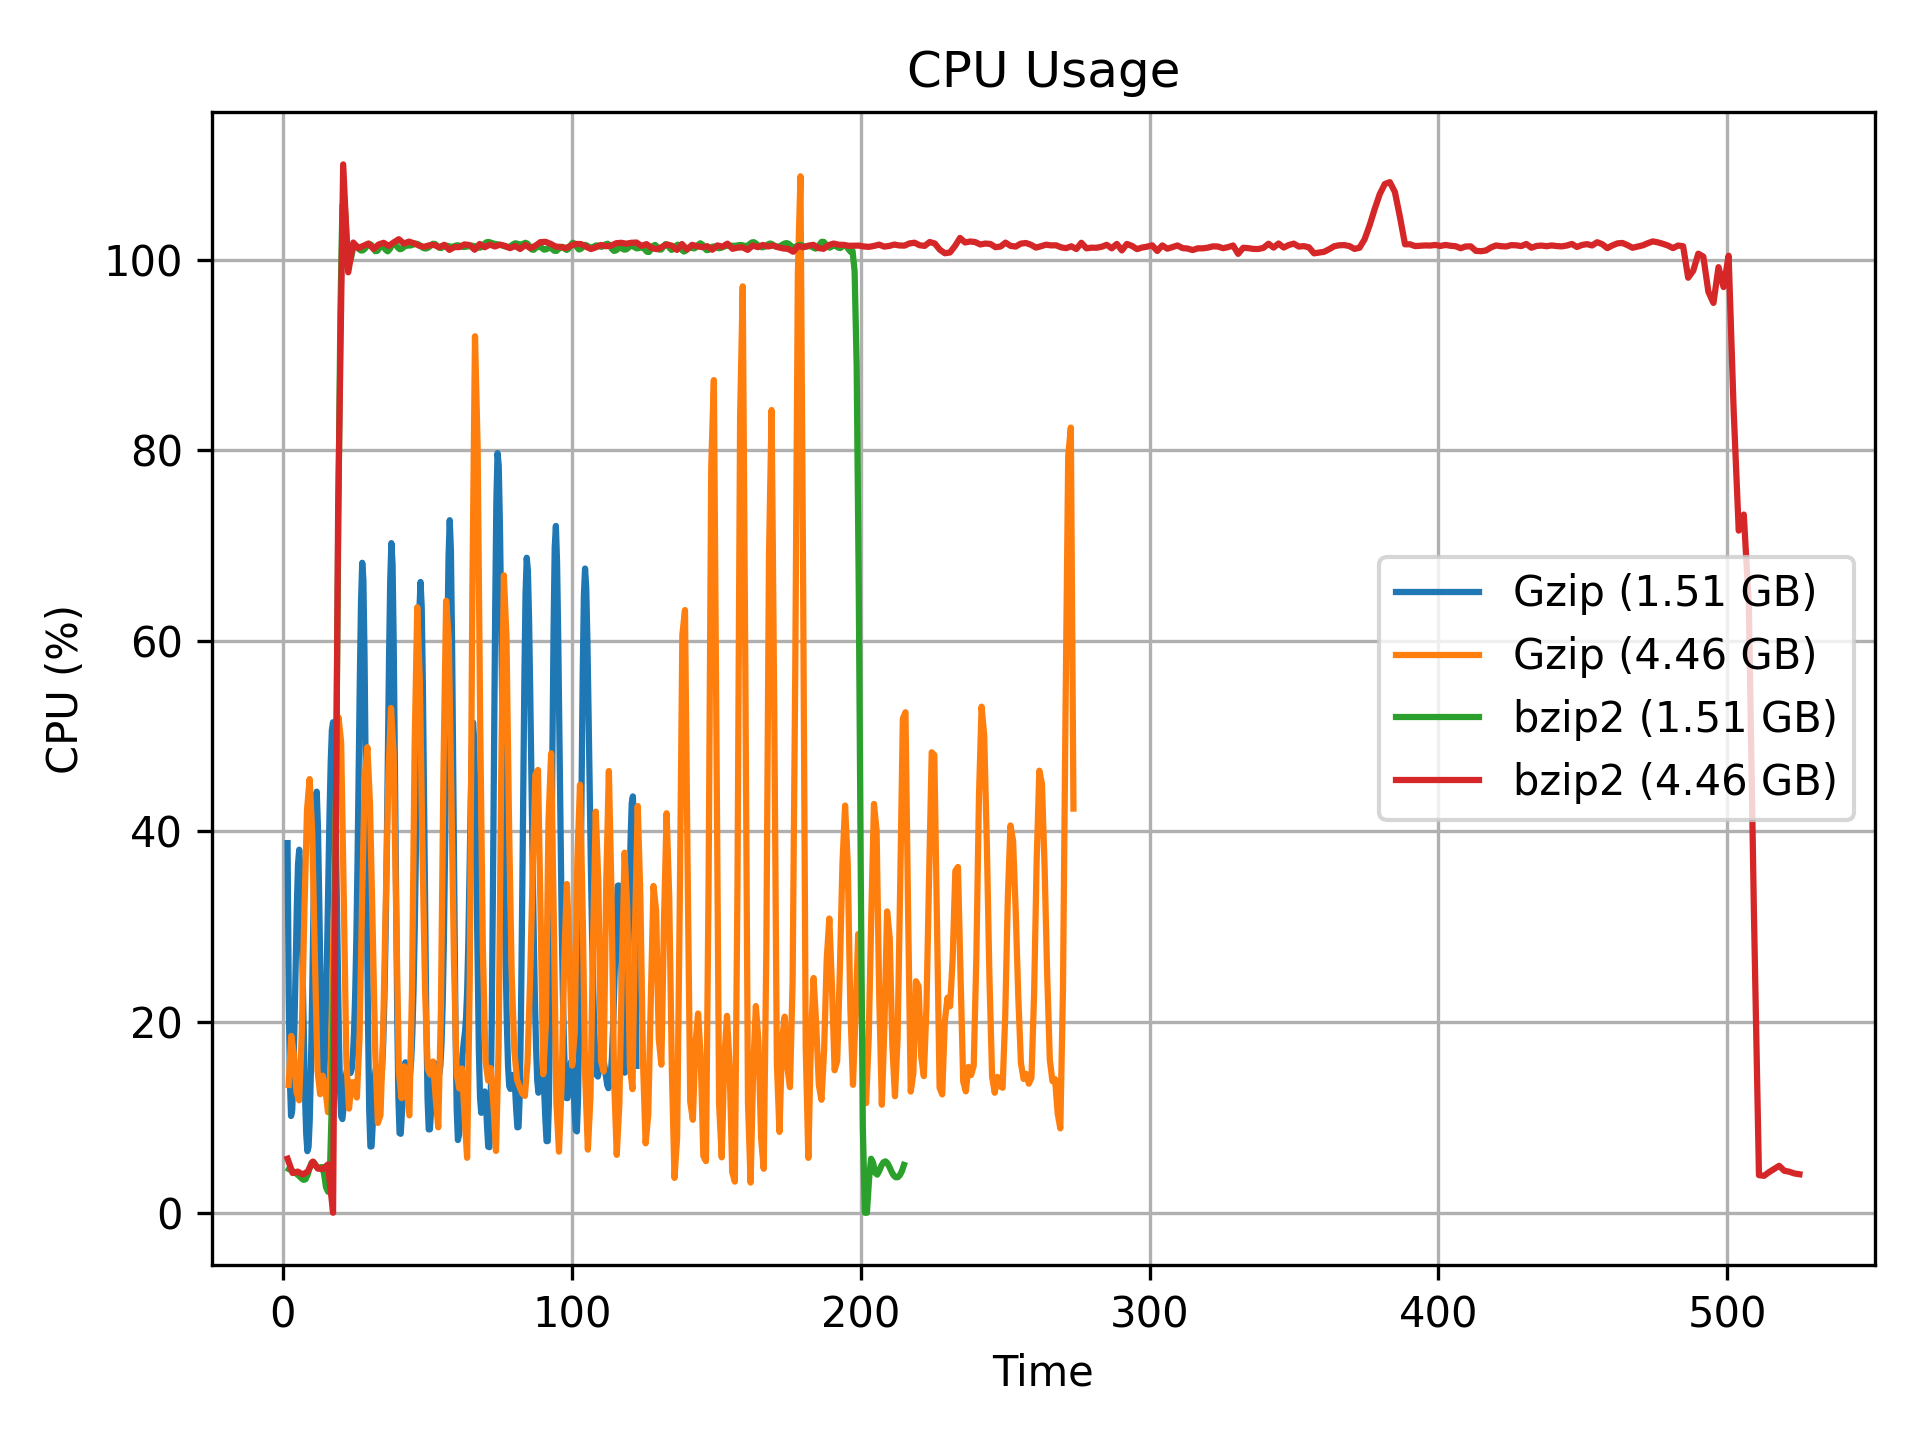 CPU Usage
CPU (%)
100
80
60
40
20
0
Gzip (1.51 GB)
Gzip (4.46 GB)
bzip2 (1.51 GB)
bzip2 (4.46 GB)
0 100 200 300 400 500
Time